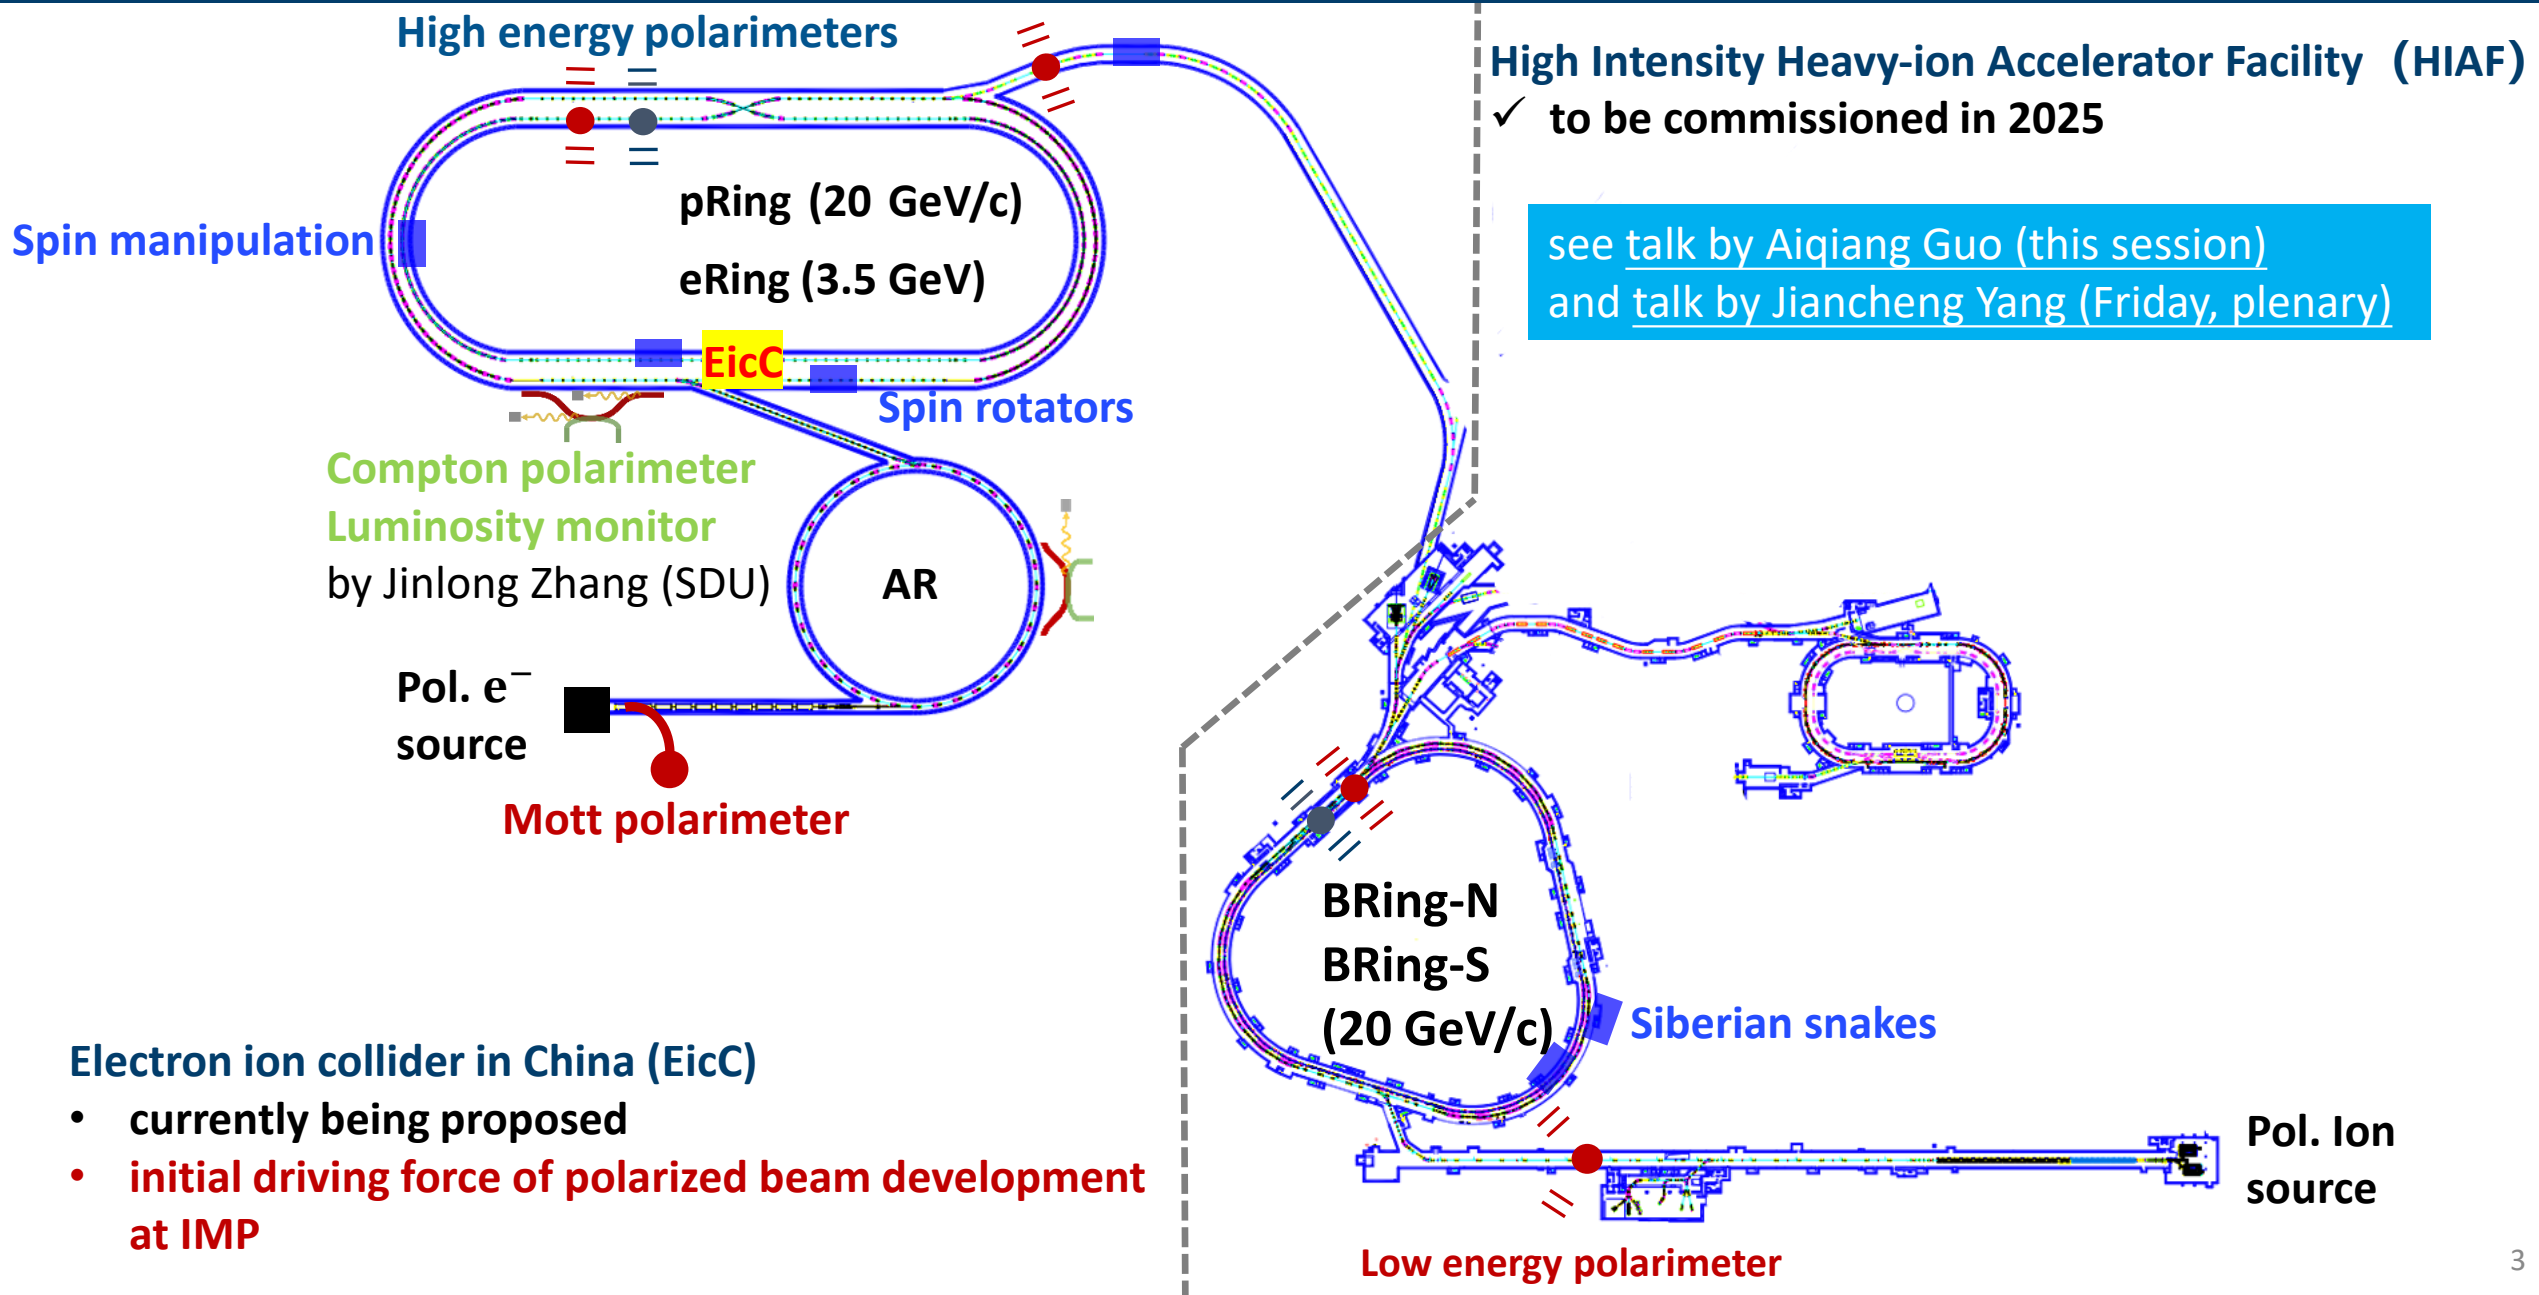 High energy polarimeters
High Intensity Heavy-ion Accelerator Facility （HIAF)
✓ to be commissioned in 2025
pRing (20 GeV/c)
eRing (3.5 GeV)
Spin manipulation
see talk by Aiqiang Guo (this session)
and talk by Jiancheng Yang (Friday, plenary)
EicC
Spin rotators
Compton polarimeter
Luminosity monitor
by Jinlong Zhang (SDU)
AR
Pol. e⁻
source
Mott polarimeter
BRing-N
BRing-S
(20 GeV/c)
Siberian snakes
Electron ion collider in China (EicC)
• currently being proposed
• initial driving force of polarized beam development
at IMP
Pol. Ion
source
Low energy polarimeter
3